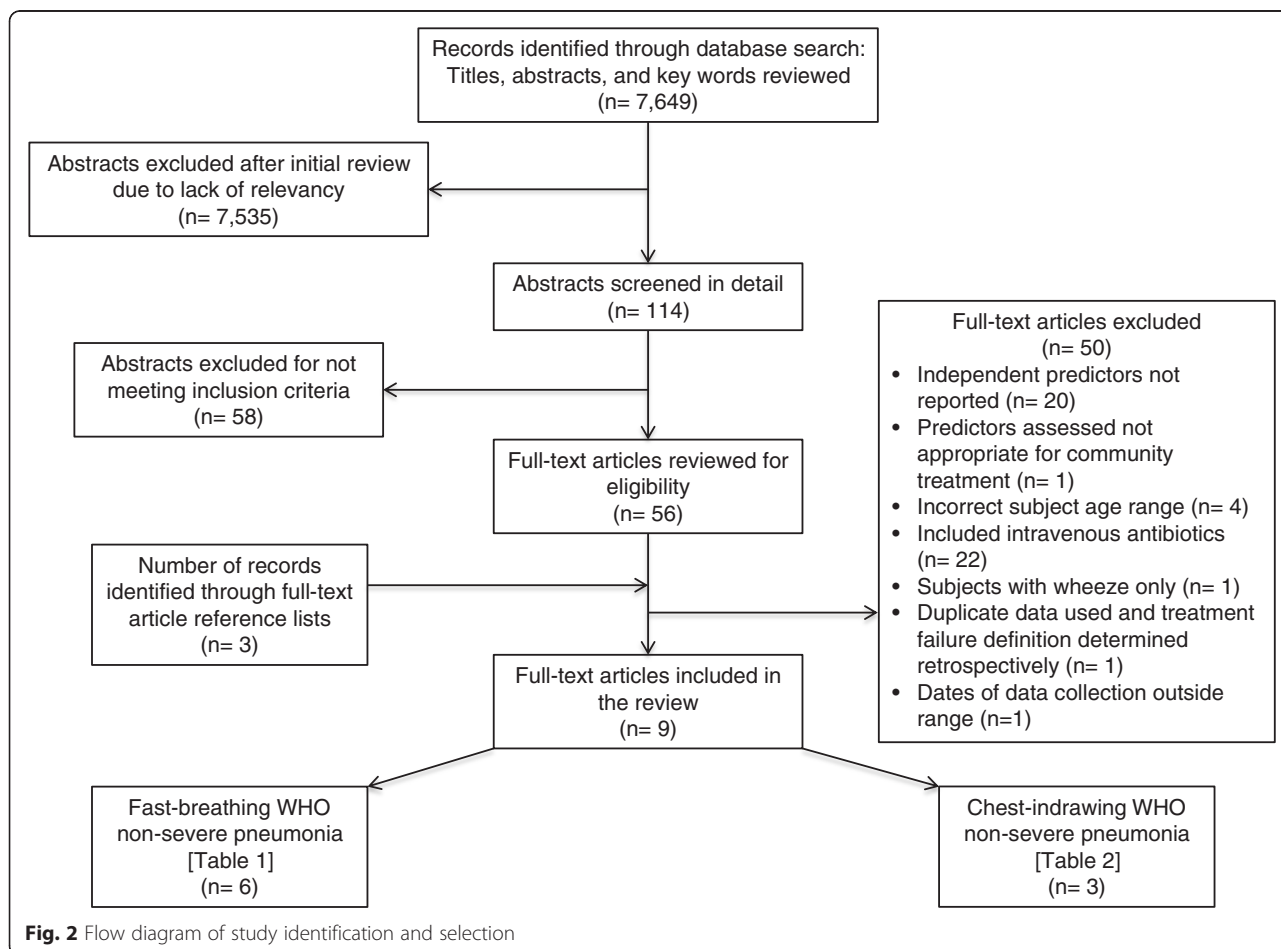 Records identified through database search:
Titles, abstracts, and key words reviewed
(n= 7,649)
Abstracts excluded after initial review
due to lack of relevancy
(n= 7,535)
Abstracts screened in detail
(n= 114)
Abstracts excluded for not
meeting inclusion criteria
(n= 58)
Full-text articles reviewed for
eligibility
(n= 56)
Number of records
identified through full-text
article reference lists
(n= 3)
Full-text articles excluded
(n= 50)
• Independent predictors not
reported (n= 20)
• Predictors assessed not
appropriate for community
treatment (n= 1)
• Incorrect subject age range (n= 4)
• Included intravenous antibiotics
(n= 22)
• Subjects with wheeze only (n= 1)
• Duplicate data used and treatment
failure definition determined
retrospectively (n= 1)
• Dates of data collection outside
range (n=1)
Full-text articles included in
the review
(n= 9)
Fast-breathing WHO
non-severe pneumonia
[Table 1]
(n= 6)
Chest-indrawing WHO
non-severe pneumonia
[Table 2]
(n= 3)
Fig. 2 Flow diagram of study identification and selection